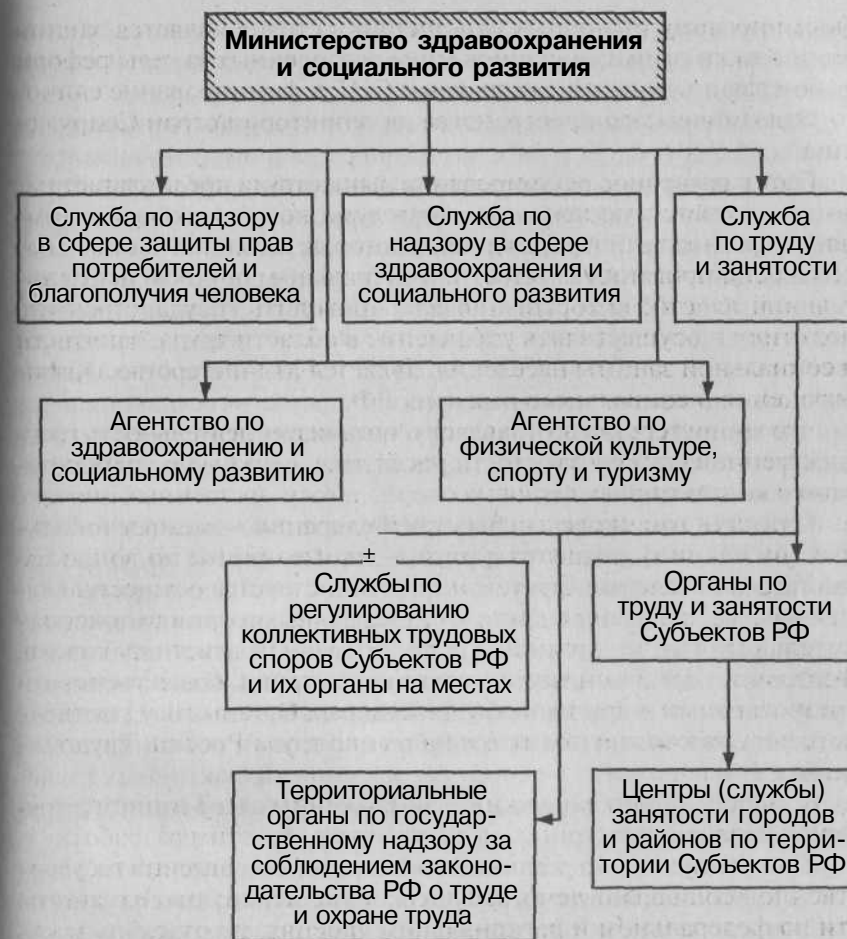 Министерство здравоохранения
и социального развития
Служба по надзору
в сфере защиты прав
потребителей и
благополучия человека
Служба по
надзору в сфере
здравоохранения и
социального развития
Служба
по труду
и занятости
Агентство по
здравоохранению и
социальному развитию
Агентство по
физической культуре,
спорту и туризму
±
Службы по
регулированию
коллективных трудовых
споров Субъектов РФ
и их органы на местах
Органы по
труду и занятости
Субъектов РФ
Территориальные
органы по государ-
ственному надзору за
соблюдением законо-
дательства РФ о труде
и охране труда
Центры (службы)
занятости городов
и районов по терри-
тории Субъектов РФ